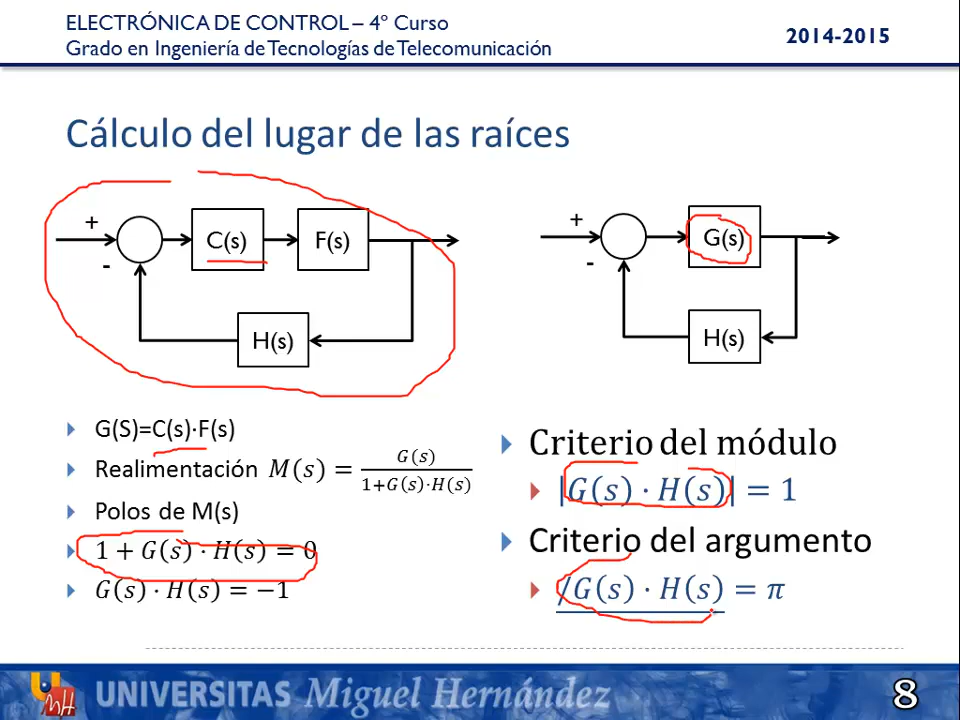 ELECTRÓNICA DE CONTROL – 4º Curso
Grado en Ingeniería de Tecnologías de Telecomunicación
2014-2015
Cálculo del lugar de las raíces
+
-
C(s)
F(s)
H(s)
+
-
G(s)
H(s)
G(S)=C(s)·F(s)
Realimentación M(s) = G(s) / 1+G(s)·H(s)
Polos de M(s)
1 + G(s) · H(s) = 0
G(s) · H(s) = −1
Criterio del módulo
|G(s) · H(s)| = 1
Criterio del argumento
/G(s) · H(s) = π
UNIVERSITAS Miguel Hernández
8